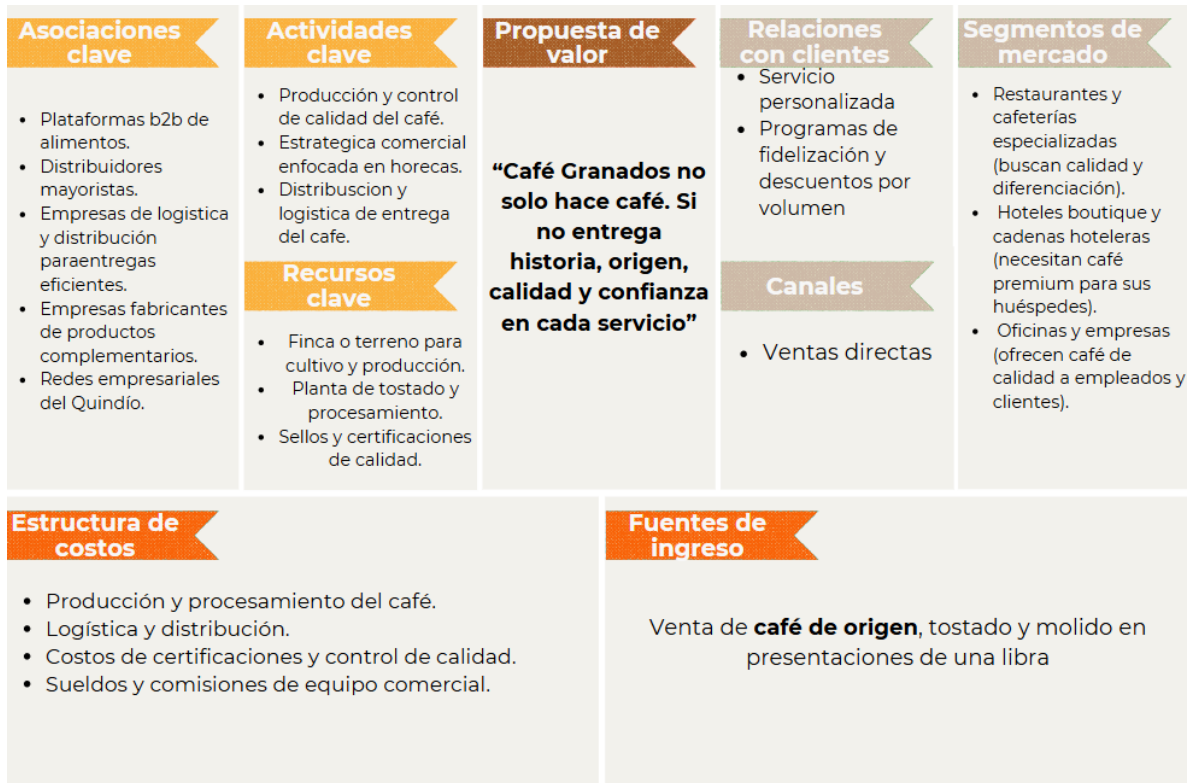 Asociaciones
clave
• Plataformas b2b de
alimentos.
• Distribuidores
mayoristas.
• Empresas de logistica
y distribución
paraentregas
eficientes.
• Empresas fabricantes
de productos
complementarios.
• Redes empresariales
del Quindío.
Actividades
clave
• Producción y control
de calidad del café.
• Estrategica comercial
enfocada en horecas.
• Distribuscion y
logistica de entrega
del cafe.
Recursos
clave
• Finca o terreno para
cultivo y producción.
• Planta de tostado y
procesamiento.
• Sellos y certificaciones
de calidad.
Propuesta de
valor
“Café Granados no
solo hace café. Si
no entrega
historia, origen,
calidad y confianza
en cada servicio”
Relaciones
con clientes
• Servicio
personalizada
• Programas de
fidelización y
descuentos por
volumen
Canales
• Ventas directas
Segmentos de
mercado
• Restaurantes y
cafeterías
especializadas
(buscan calidad y
diferenciación).
• Hoteles boutique y
cadenas hoteleras
(necesitan café
premium para sus
huéspedes).
• Oficinas y empresas
(ofrecen café de
calidad a empleados y
clientes).
Estructura de
costos
• Producción y procesamiento del café.
• Logística y distribución.
• Costos de certificaciones y control de calidad.
• Sueldos y comisiones de equipo comercial.
Fuentes de
ingreso
Venta de café de origen, tostado y molido en
presentaciones de una libra